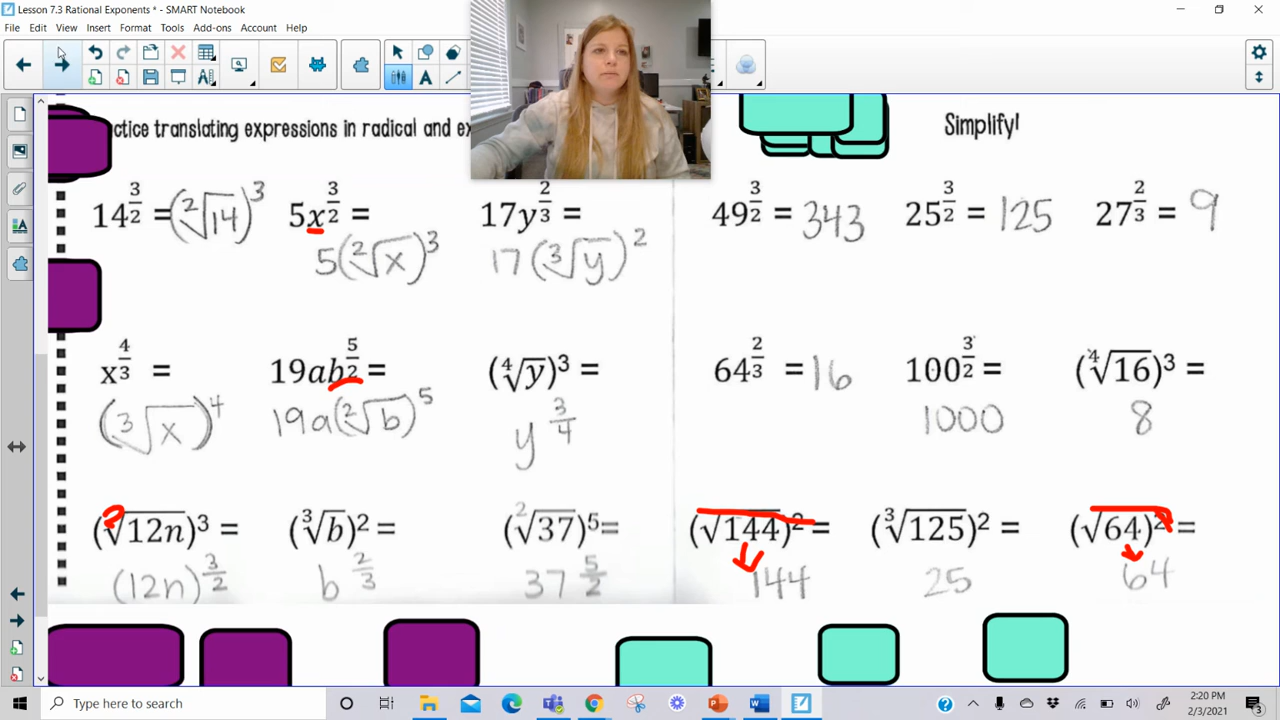 Lesson 7.3 Rational Exponents * - SMART Notebook
File Edit View Insert Format Tools Add-ons Account Help
ctice translating expressions in radical and ex
Simplify!
14^{3/2} = (²√14)³
5x^{3/2} =
5(²√x)³
17y^{2/3} =
17(³√y)²
49^{3/2} = 343
25^{3/2} = 125
27^{2/3} = 9
x^{4/3} =
(³√x)⁴
19ab^{5/2} =
19a(²√b)⁵
(⁴√y)³ =
y^{3/4}
64^{2/3} = 16
100^{3/2} =
1000
(⁴√16)³ =
8
(²√12n)³ =
(12n)^{3/2}
(³√b)² =
b^{2/3}
(²√37)⁵ =
37^{5/2}
(√144)² =
144
(³√125)² =
25
(√64)² =
64
Type here to search
2:20 PM
2/3/2021
3